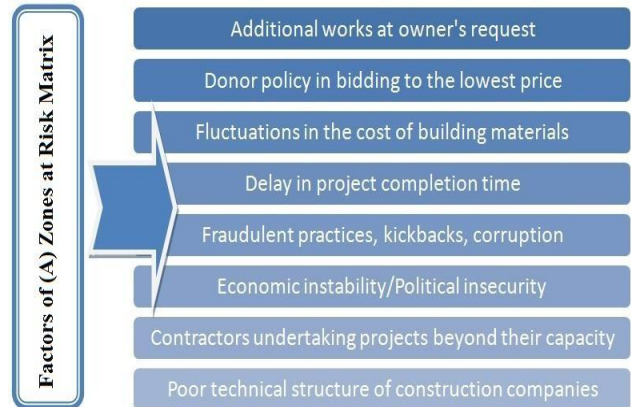 Factors of (A) Zones at Risk Matrix
Additional works at owner's request
Donor policy in bidding to the lowest price
Fluctuations in the cost of building materials
Delay in project completion time
Fraudulent practices, kickbacks, corruption
Economic instability/Political insecurity
Contractors undertaking projects beyond their capacity
Poor technical structure of construction companies